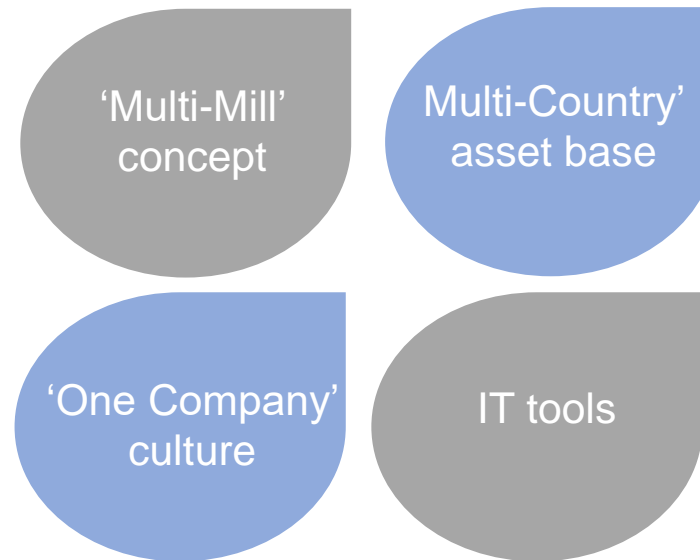 ‘Multi-Mill’
concept
Multi-Country’
asset base
‘One Company’
culture
IT tools